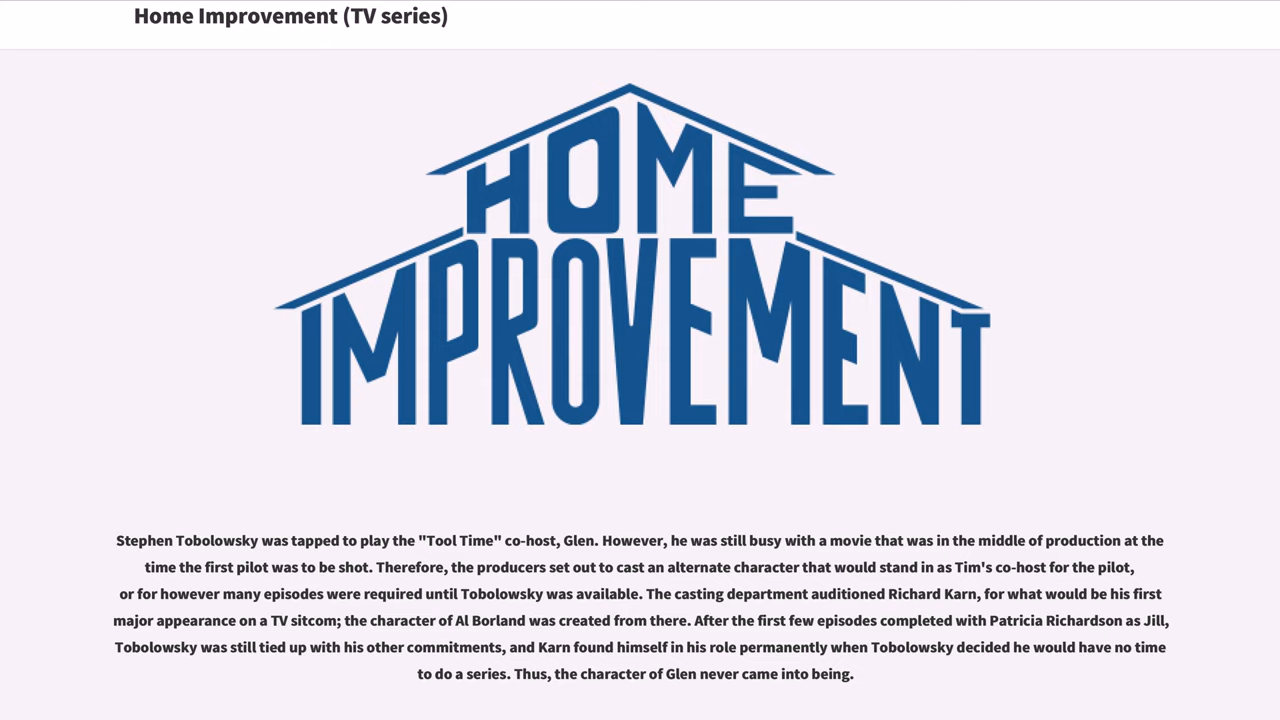 Home Improvement (TV series)
HOME
IMPROVEMENT
Stephen Tobolowsky was tapped to play the "Tool Time" co-host, Glen. However, he was still busy with a movie that was in the middle of production at the
time the first pilot was to be shot. Therefore, the producers set out to cast an alternate character that would stand in as Tim's co-host for the pilot,
or for however many episodes were required until Tobolowsky was available. The casting department auditioned Richard Karn, for what would be his first
major appearance on a TV sitcom; the character of Al Borland was created from there. After the first few episodes completed with Patricia Richardson as Jill,
Tobolowsky was still tied up with his other commitments, and Karn found himself in his role permanently when Tobolowsky decided he would have no time
to do a series. Thus, the character of Glen never came into being.